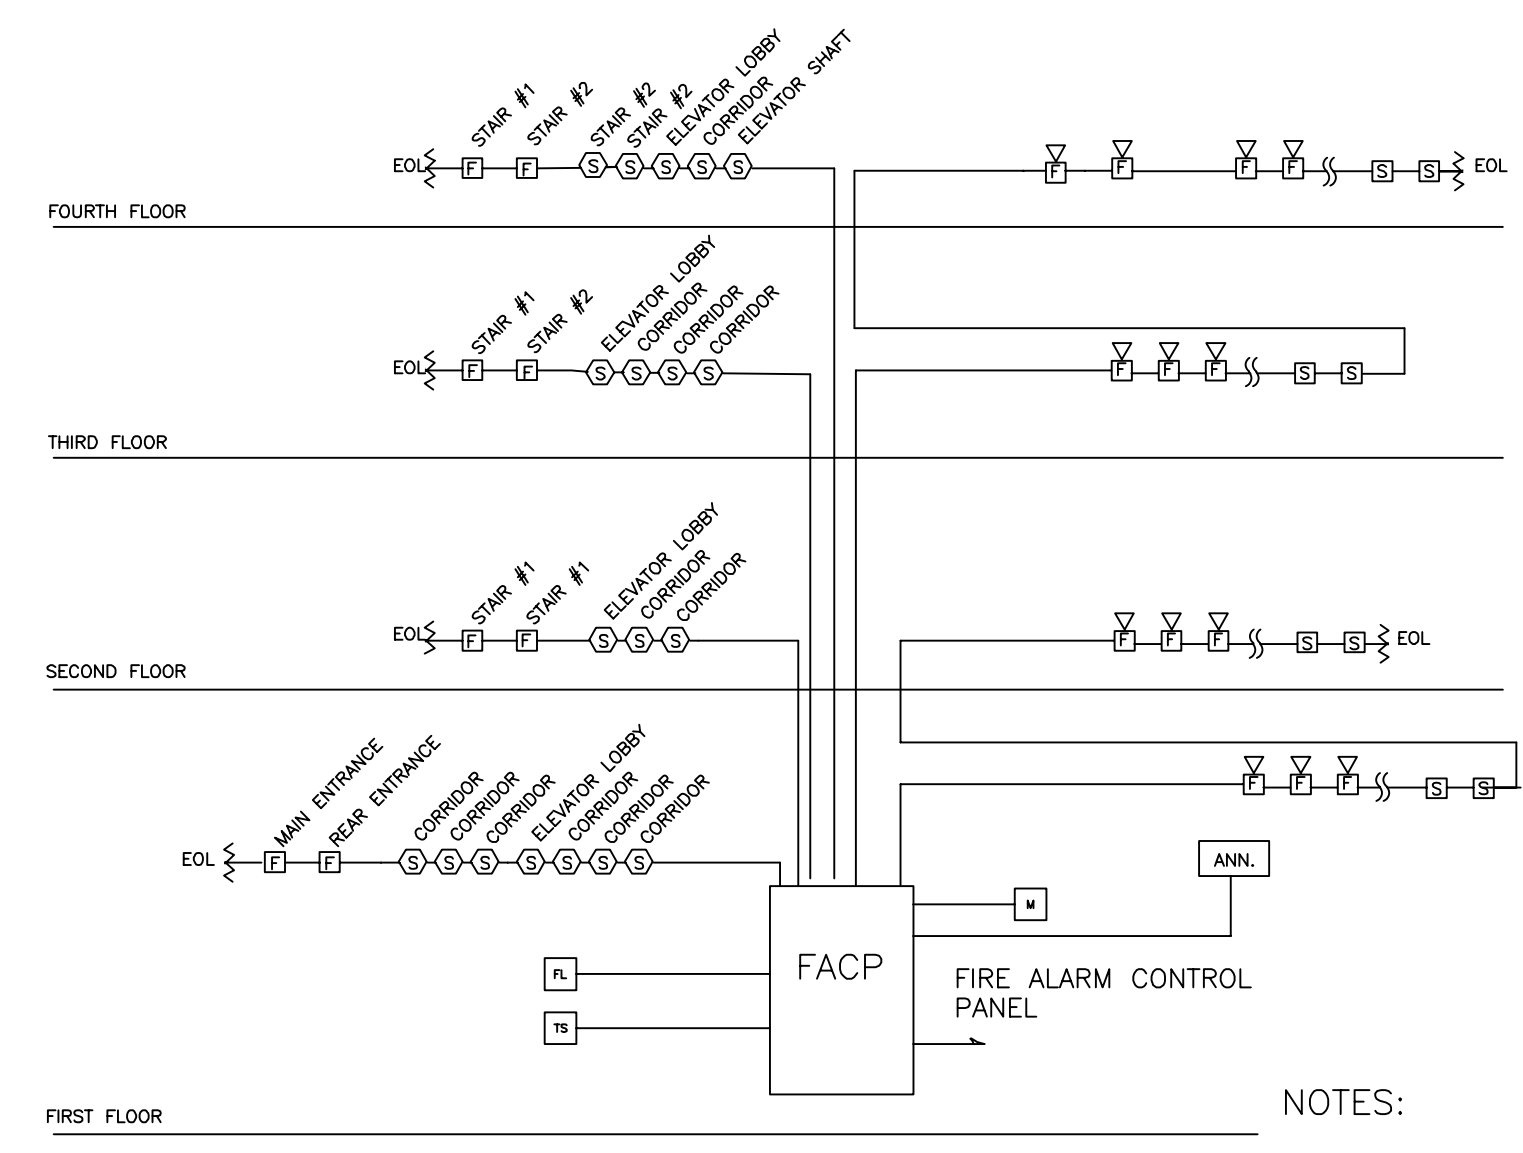 STAIR #1
STAIR #2
STAIR #2
STAIR #2
ELEVATOR LOBBY
CORRIDOR
ELEVATOR SHAFT
EOL F F S S S S S F F F F S S EOL
FOURTH FLOOR
STAIR #1
STAIR #2
ELEVATOR LOBBY
CORRIDOR
CORRIDOR
CORRIDOR
EOL F F S S S S F F F S S
THIRD FLOOR
STAIR #1
STAIR #1
ELEVATOR LOBBY
CORRIDOR
CORRIDOR
EOL F F S S S F F F S S EOL
SECOND FLOOR
MAIN ENTRANCE
REAR ENTRANCE
CORRIDOR
CORRIDOR
CORRIDOR
ELEVATOR LOBBY
CORRIDOR
CORRIDOR
CORRIDOR
F F F S S
EOL F F S S S S S S S
ANN.
M
FL
FACP
FIRE ALARM CONTROL
PANEL
TS
NOTES:
FIRST FLOOR